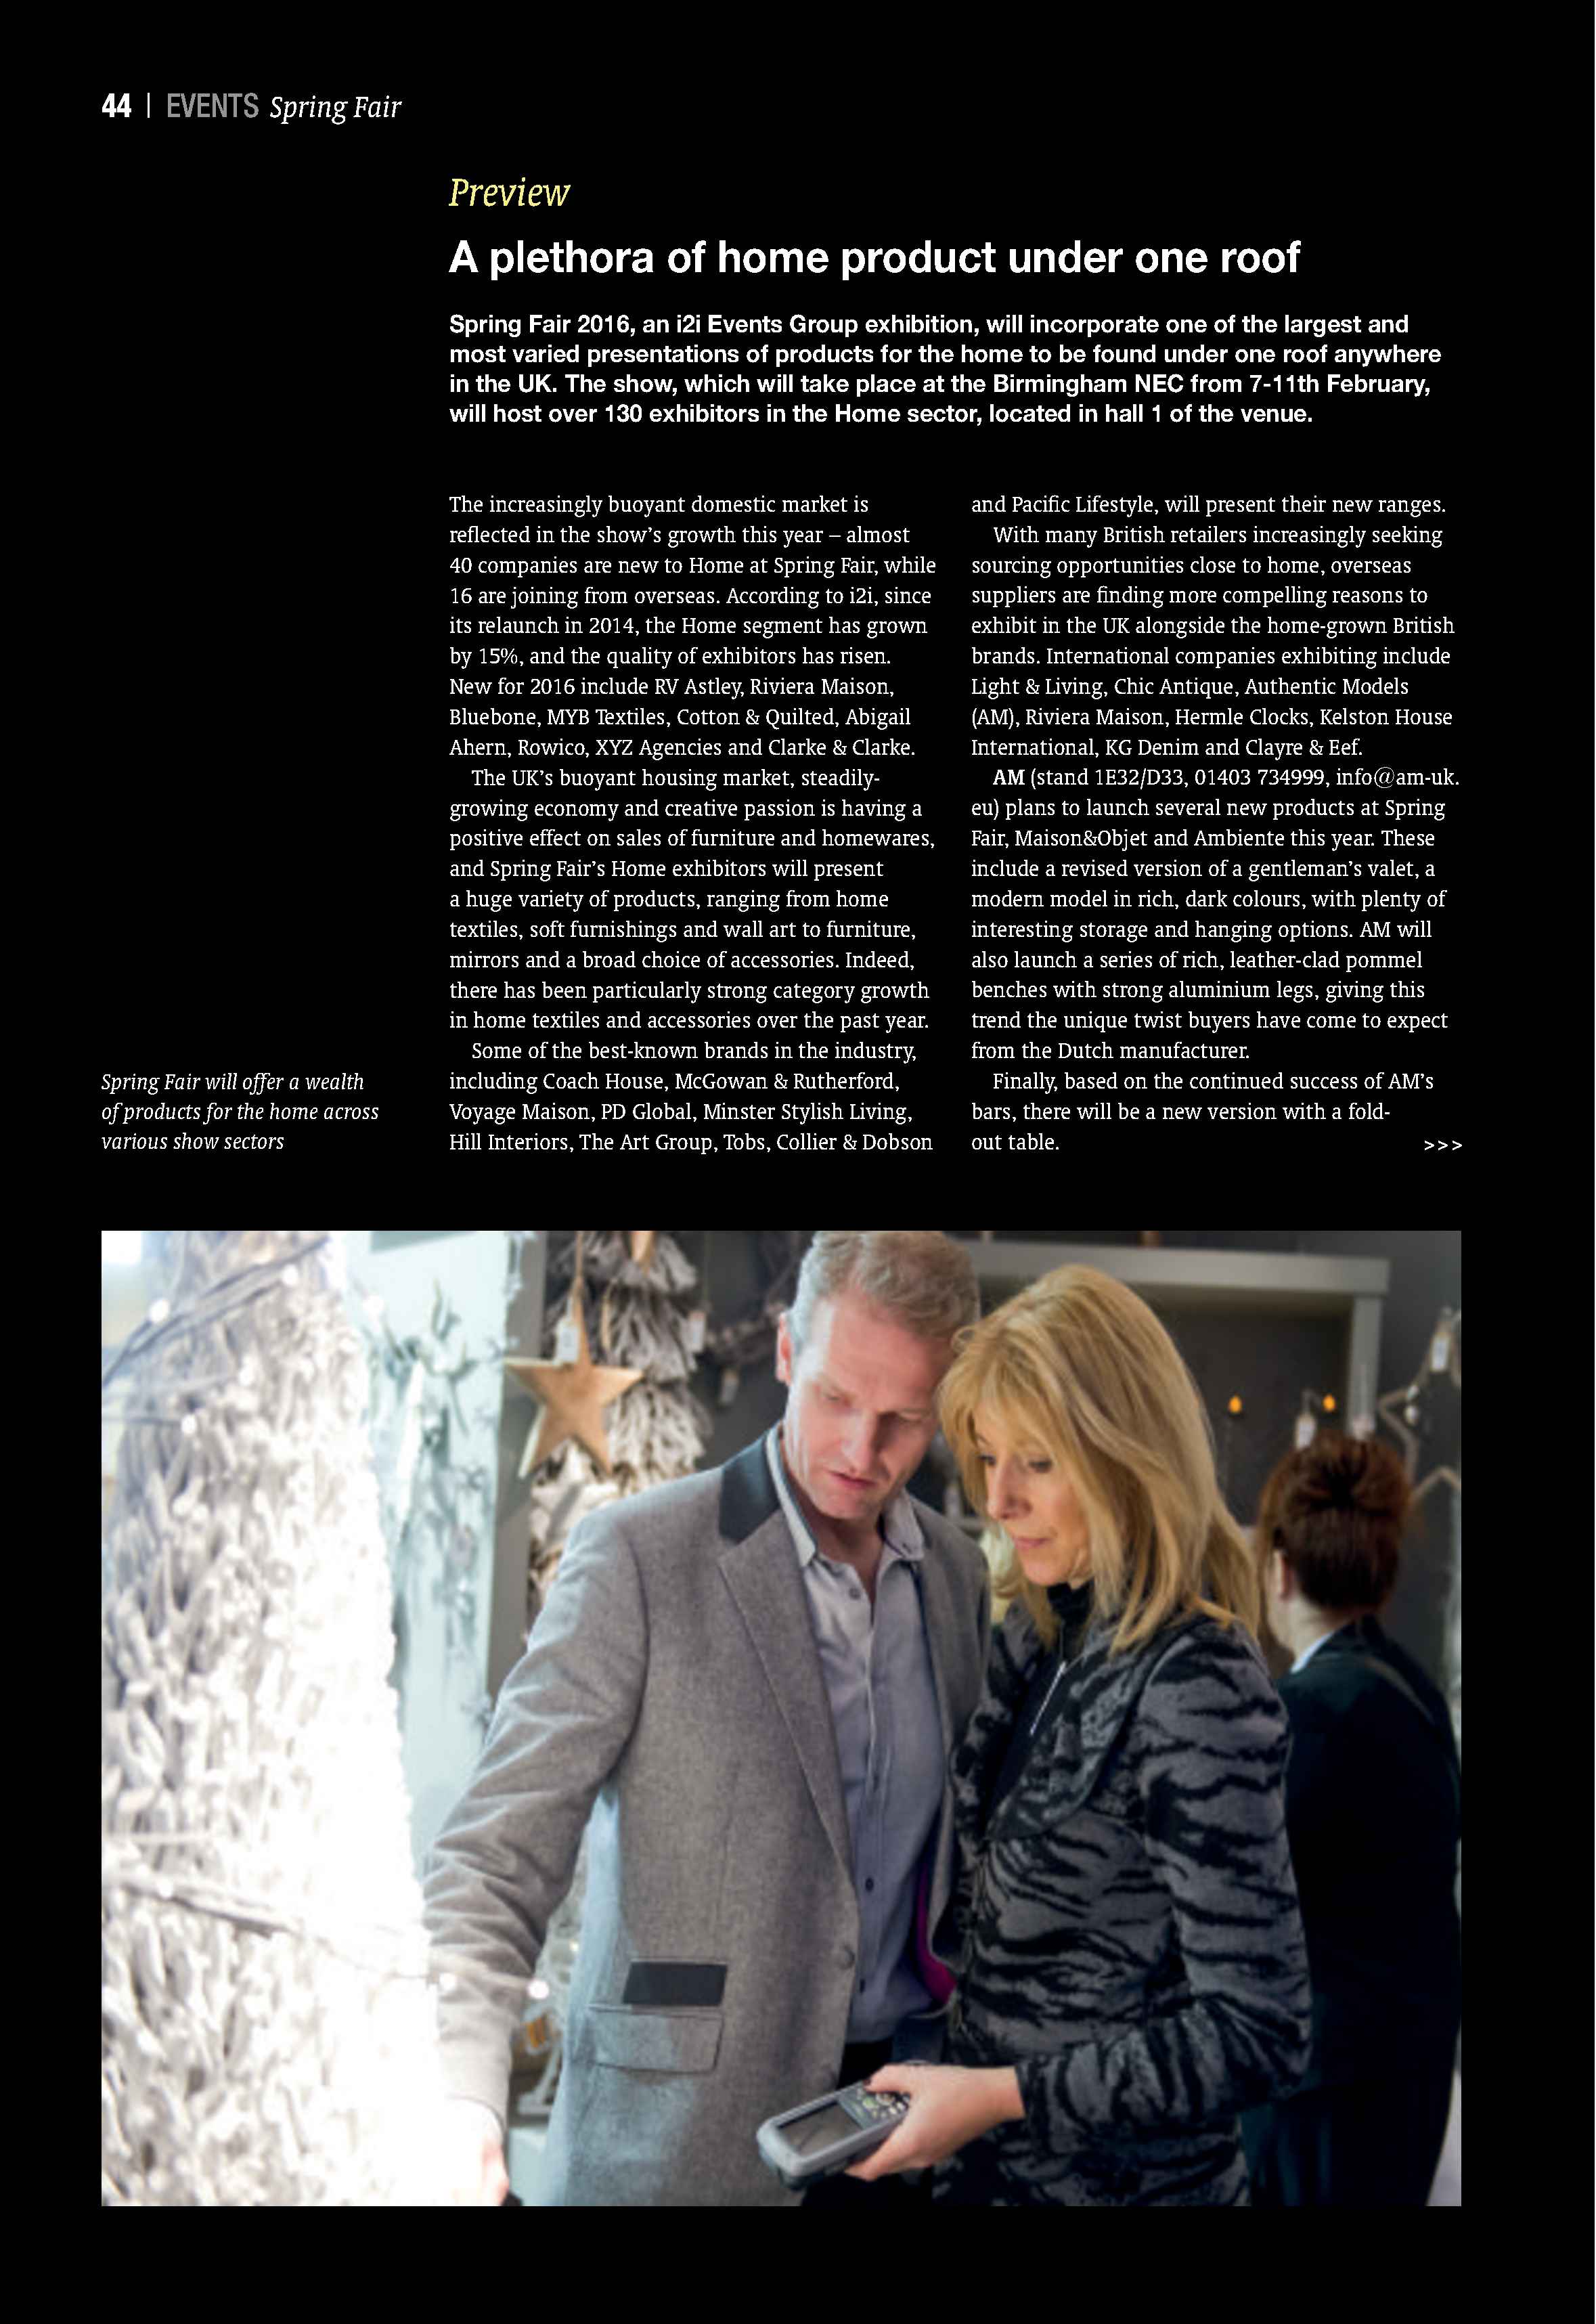 44 | EVENTS Spring Fair
Preview
A plethora of home product under one roof
Spring Fair 2016, an i2i Events Group exhibition, will incorporate one of the largest and
most varied presentations of products for the home to be found under one roof anywhere
in the UK. The show, which will take place at the Birmingham NEC from 7-11th February,
will host over 130 exhibitors in the Home sector, located in hall 1 of the venue.
The increasingly buoyant domestic market is
reflected in the show's growth this year – almost
40 companies are new to Home at Spring Fair, while
16 are joining from overseas. According to i2i, since
its relaunch in 2014, the Home segment has grown
by 15%, and the quality of exhibitors has risen.
New for 2016 include RV Astley, Riviera Maison,
Bluebone, MYB Textiles, Cotton & Quilted, Abigail
Ahern, Rowico, XYZ Agencies and Clarke & Clarke.
The UK's buoyant housing market, steadily-
growing economy and creative passion is having a
positive effect on sales of furniture and homewares,
and Spring Fair's Home exhibitors will present
a huge variety of products, ranging from home
textiles, soft furnishings and wall art to furniture,
mirrors and a broad choice of accessories. Indeed,
there has been particularly strong category growth
in home textiles and accessories over the past year.
Some of the best-known brands in the industry,
including Coach House, McGowan & Rutherford,
Voyage Maison, PD Global, Minster Stylish Living,
Hill Interiors, The Art Group, Tobs, Collier & Dobson
and Pacific Lifestyle, will present their new ranges.
With many British retailers increasingly seeking
sourcing opportunities close to home, overseas
suppliers are finding more compelling reasons to
exhibit in the UK alongside the home-grown British
brands. International companies exhibiting include
Light & Living, Chic Antique, Authentic Models
(AM), Riviera Maison, Hermle Clocks, Kelston House
International, KG Denim and Clayre & Eef.
AM (stand 1E32/D33, 01403 734999, info@am-uk.
eu) plans to launch several new products at Spring
Fair, Maison&Objet and Ambiente this year. These
include a revised version of a gentleman's valet, a
modern model in rich, dark colours, with plenty of
interesting storage and hanging options. AM will
also launch a series of rich, leather-clad pommel
benches with strong aluminium legs, giving this
trend the unique twist buyers have come to expect
from the Dutch manufacturer.
Finally, based on the continued success of AM's
bars, there will be a new version with a fold-
out table. >>>
Spring Fair will offer a wealth
of products for the home across
various show sectors